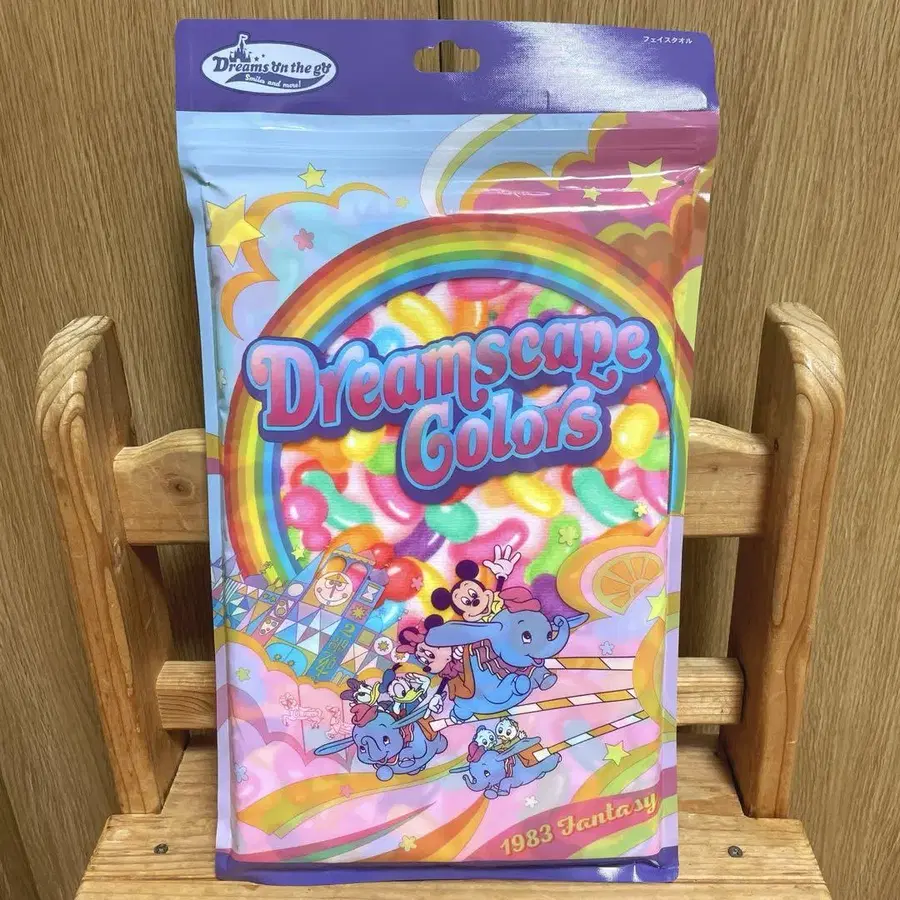 Dreams on the go
Smiles and more!
フェイスタオル
Dreamscape
Colors
1983 Fantasy